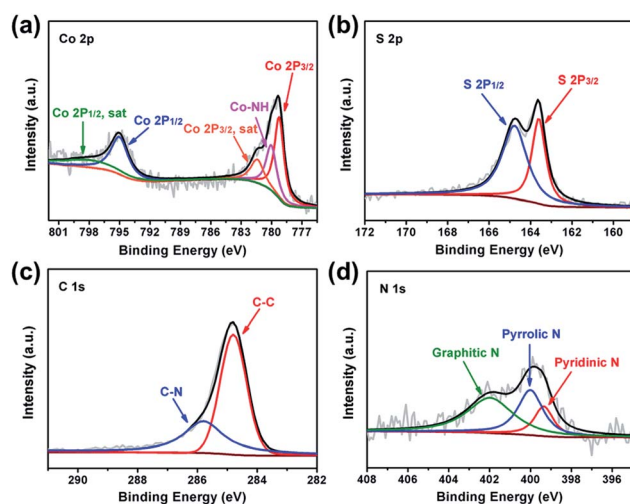 (a)
Co 2p
Co 2P3/2
Co-NH
Co 2P1/2, sat
Co 2P1/2
Co 2P3/2, sat
Intensity (a.u.)
801 798 795 792 789 786 783 780 777
Binding Energy (eV)
(b)
S 2p
S 2P1/2
S 2P3/2
Intensity (a.u.)
172 170 168 166 164 162 160
Binding Energy (eV)
(c)
C 1s
C-C
C-N
Intensity (a.u.)
290 288 286 284 282
Binding Energy (eV)
(d)
N 1s
Pyrrolic N
Graphitic N
Pyridinic N
Intensity (a.u.)
408 404 402 400 398 396
Binding Energy (eV)